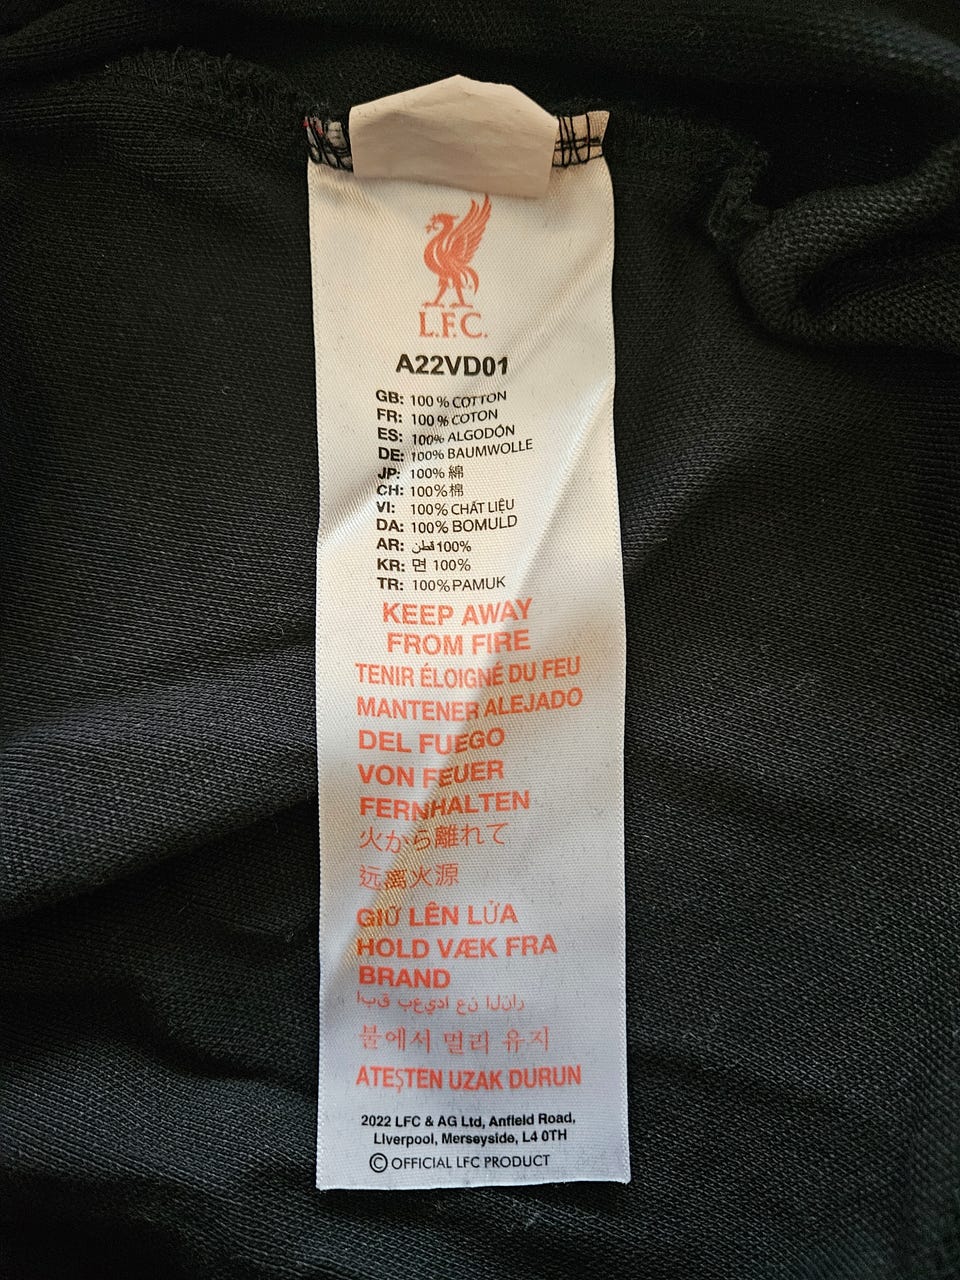 L.F.C.
A22VD01
GB: 100 % COTTON
FR: 100 % COTON
ES: 100% ALGODÓN
DE: 100% BAUMWOLLE
JP: 100% 綿
CH: 100% 棉
VI: 100% CHẤT LIỆU
DA: 100% BOMULD
AR: قطن 100%
KR: 면 100%
TR: 100% PAMUK
KEEP AWAY
FROM FIRE
TENIR ÉLOIGNÉ DU FEU
MANTENER ALEJADO
DEL FUEGO
VON FEUER
FERNHALTEN
火から離れて
远离火源
GIỮ LÊN LỬA
HOLD VÆK FRA
BRAND
ابق بعيدا عن النار
불에서 멀리 유지
ATEŞTEN UZAK DURUN
2022 LFC & AG Ltd, Anfield Road,
Liverpool, Merseyside, L4 0TH
© OFFICIAL LFC PRODUCT